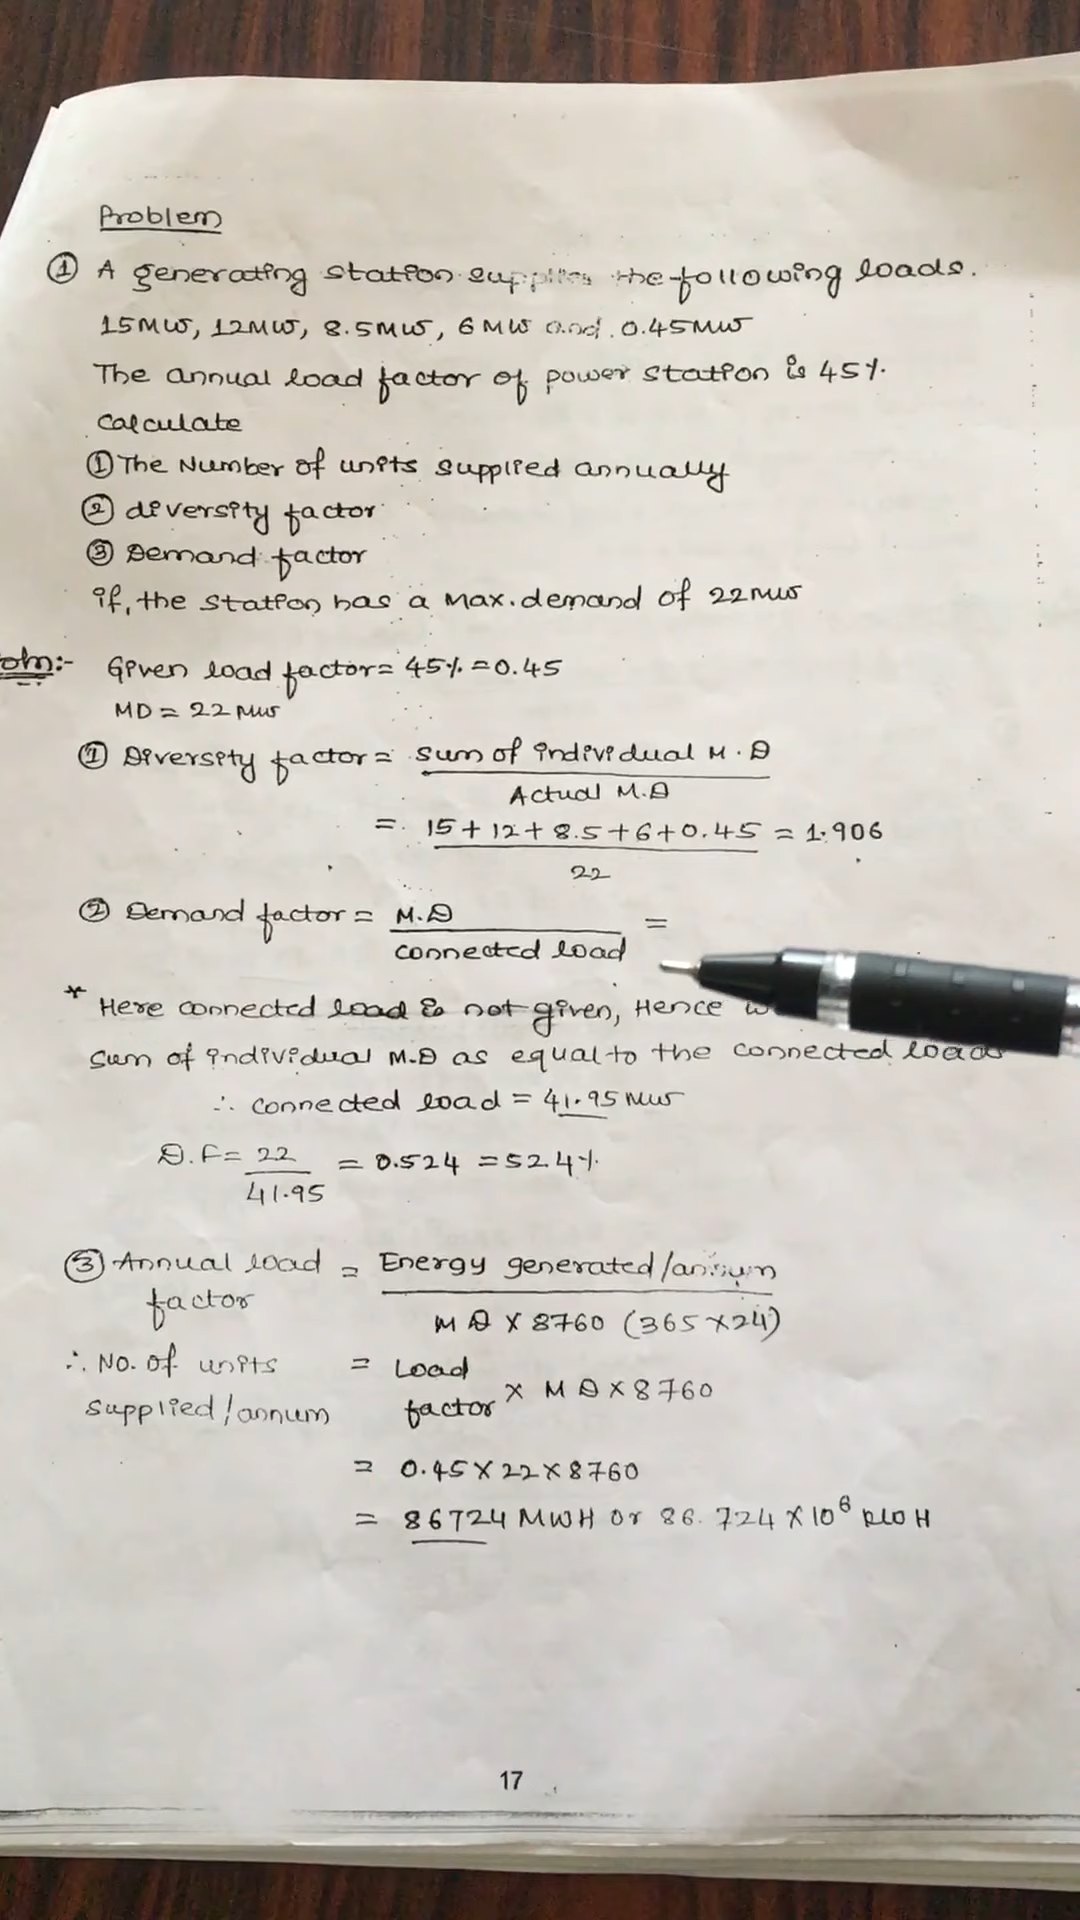 Problem
① A generating station supplies the following loads.
15MW, 12MW, 8.5MW, 6 MW and 0.45MW
The annual load factor of power station is 45%.
Calculate
① The Number of units supplied annually
② diversity factor
③ Demand factor
if, the station has a Max. demand of 22MW
Soln:- Given load factor = 45% = 0.45
MD = 22 MW
① Diversity factor = Sum of individual M.D
Actual M.D
= 15 + 12 + 8.5 + 6 + 0.45 = 1.906
22
② Demand factor = M.D =
connected load
* Here connected load is not given, Hence
sum of individual M.D as equal to the connected load
∴ connected load = 41.95 MW
D.F = 22 = 0.524 = 52.4%
41.95
③ Annual load factor = Energy generated/annum
MD × 8760 (365×24)
∴ No. of units supplied/annum = Load factor × MD × 8760
= 0.45 × 22 × 8760
= 86724 MWH or 86.724 × 10⁶ kWH
17